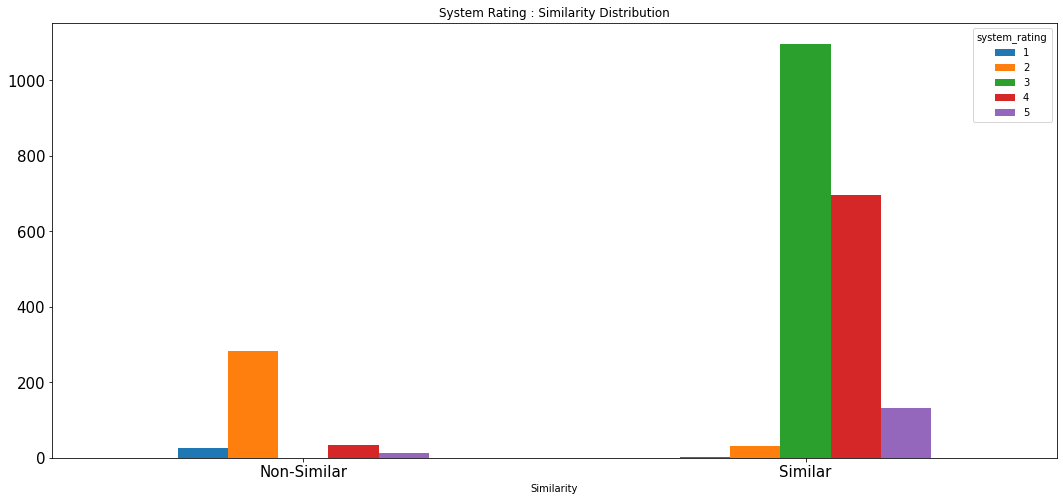 System Rating : Similarity Distribution
system_rating
1
2
3
4
5
1000
800
600
400
200
0
Non-Similar
Similar
Similarity